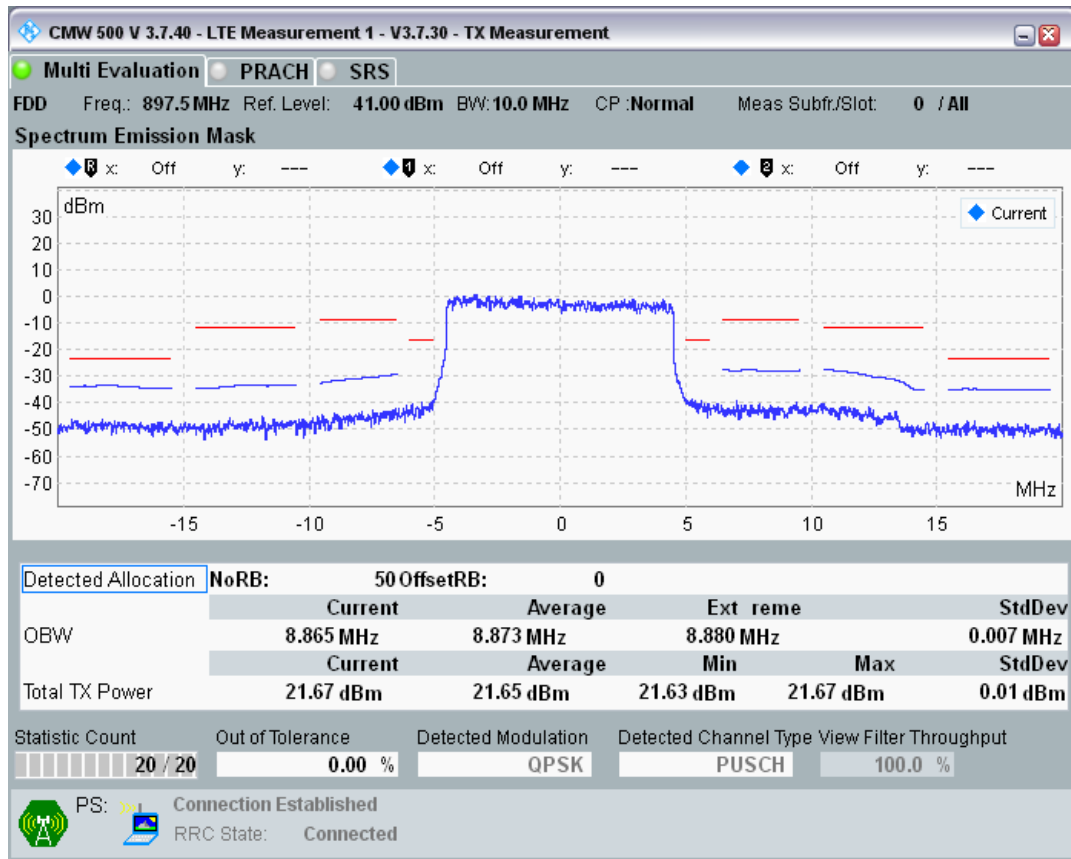 CMW 500 V 3.7.40 - LTE Measurement 1 - V3.7.30 - TX Measurement
Multi Evaluation PRACH SRS
FDD Freq.: 897.5 MHz Ref. Level: 41.00 dBm BW: 10.0 MHz CP :Normal Meas Subfr./Slot: 0 / All
Spectrum Emission Mask
R x: Off y: --- 1 x: Off y: --- 2 x: Off y: ---
dBm
Current
30
20
10
0
-10
-20
-30
-40
-50
-60
-70
MHz
-15 -10 -5 0 5 10 15
Detected Allocation NoRB: 50 OffsetRB: 0
Current Average Ext reme StdDev
OBW 8.865 MHz 8.873 MHz 8.880 MHz 0.007 MHz
Current Average Min Max StdDev
Total TX Power 21.67 dBm 21.65 dBm 21.63 dBm 21.67 dBm 0.01 dBm
Statistic Count Out of Tolerance Detected Modulation Detected Channel Type View Filter Throughput
20 / 20 0.00 % QPSK PUSCH 100.0 %
PS: Connection Established
RRC State: Connected